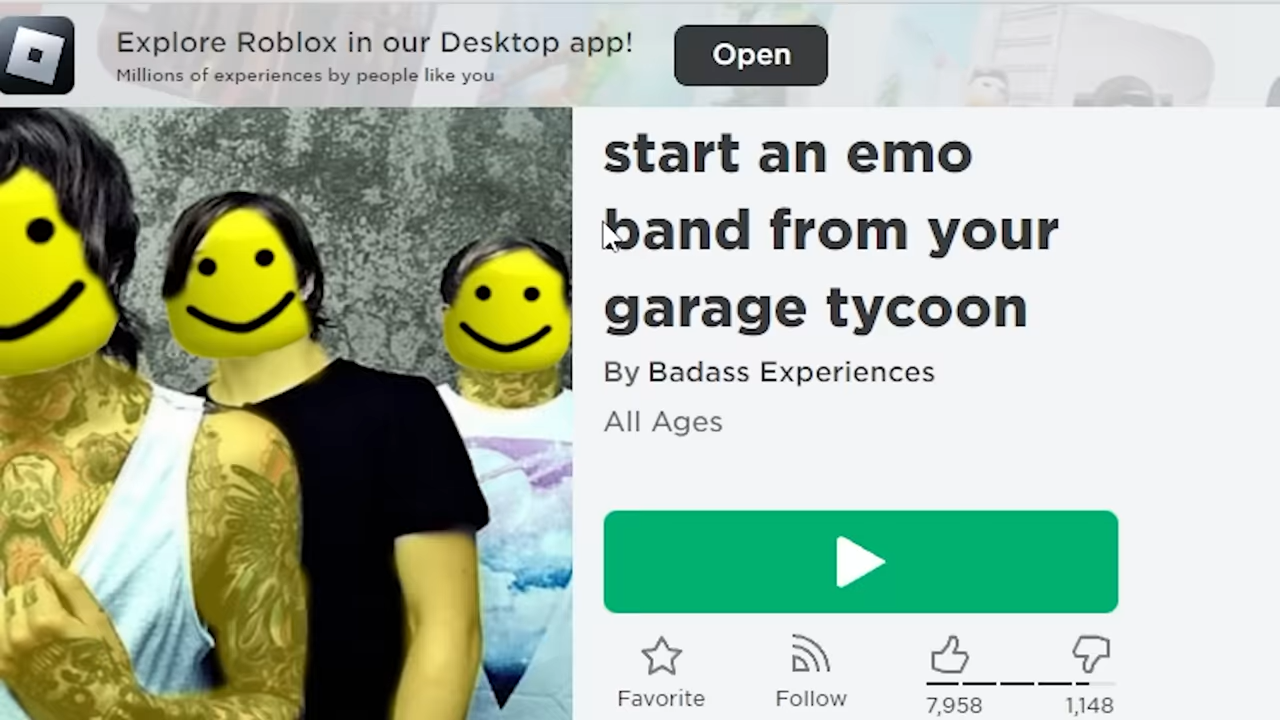 Explore Roblox in our Desktop app!
Millions of experiences by people like you
Open
start an emo
band from your
garage tycoon
By Badass Experiences
All Ages
Favorite
Follow
7,958
1,148